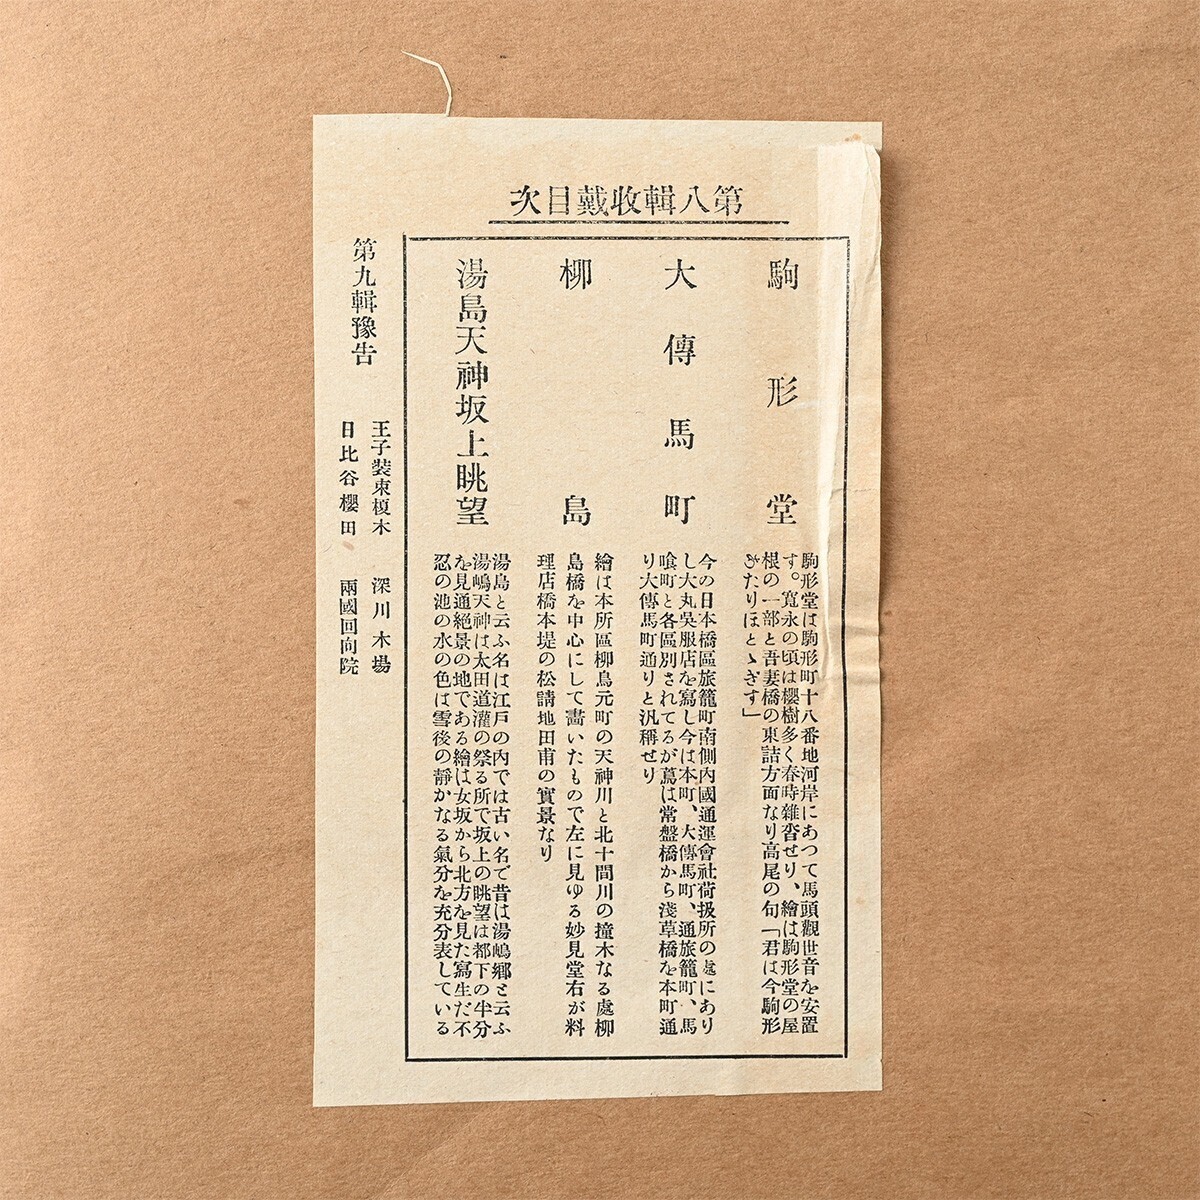 第八輯收戴目次
駒形堂
駒形堂は駒形町十八番地河岸にあつて馬頭觀世音を安置
す。寬永の頃は櫻樹多く春時雜沓せり、繪は駒形堂の屋
根の一部と吾妻橋の東詰方面なり高尾の句「君は今駒形
あたりほとゝぎす」
大傳馬町
今の日本橋區旅籠町南側內國通運會社荷扱所の處にあり
し大丸吳服店を寫し今は本町、大傳馬町、通旅籠町、馬
喰町と各區別されてるが舊は常盤橋から淺草橋を本町通
り大傳馬町通りと汎稱せり
柳島
繪は本所區柳島元町の天神川と北十間川の撞木なる處柳
島橋を中心にして畵いたもので左に見ゆる妙見堂右が料
理店橋本堤の松請地田甫の實景なり
湯島天神坂上眺望
湯島と云ふ名は江戸の內では古い名で昔は湯嶋鄕と云ふ
湯嶋天神は太田道灌の祭る所で坂上の眺望は都下の半分
を見通絕景の地である繪は女坂から北方を見た寫生だ不
忍の池の水の色は雪後の靜かなる氣分を充分表している
第九輯豫告
王子裝束榎木 深川木場
日比谷櫻田 兩國回向院